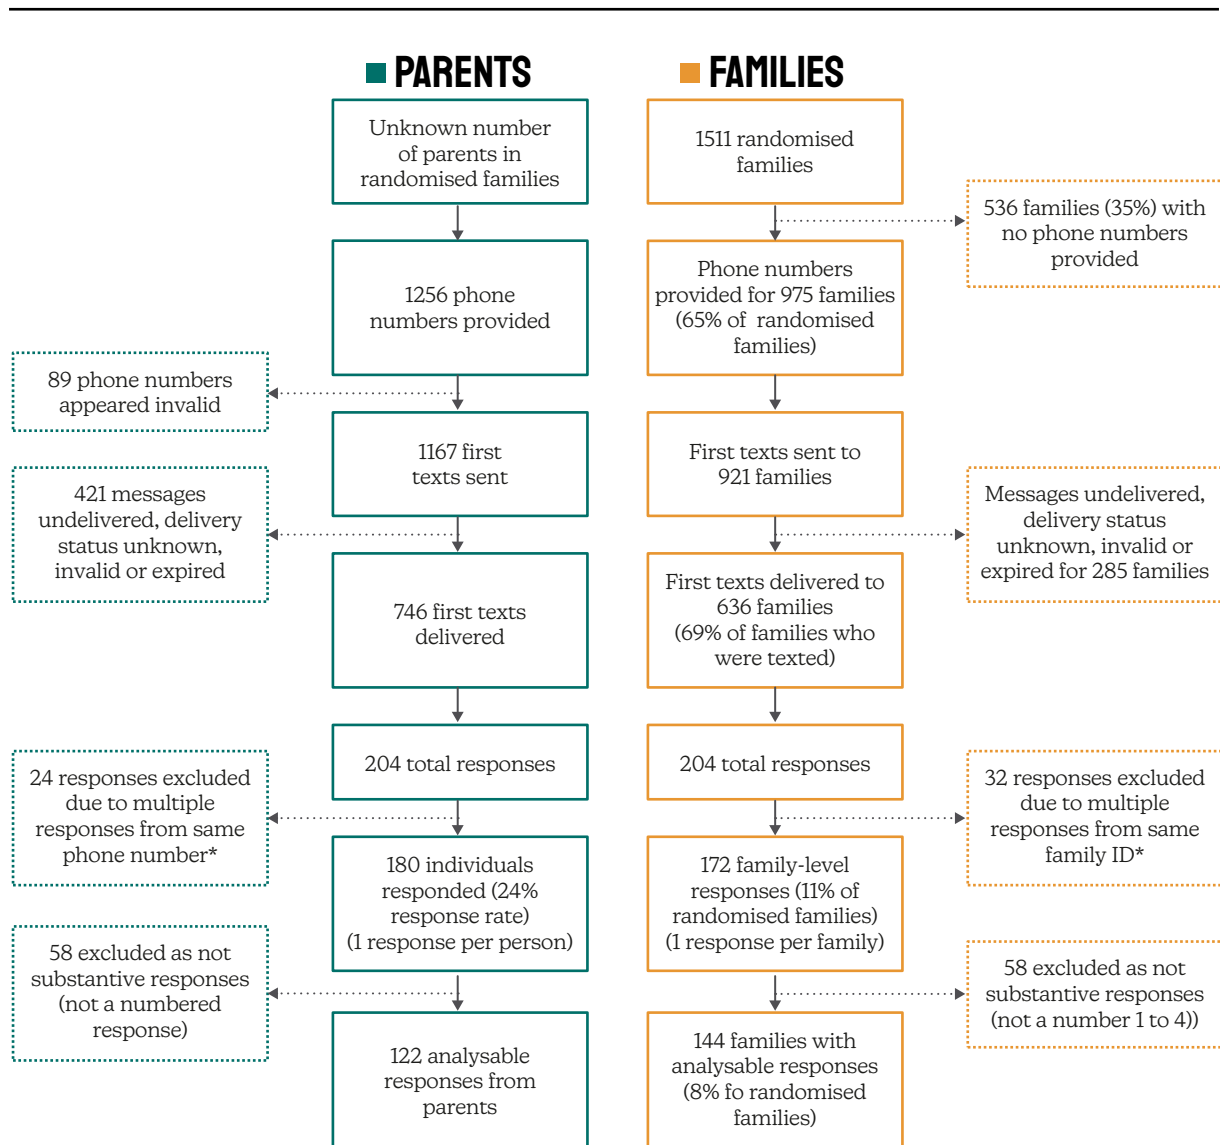 PARENTS
Unknown number
of parents in
randomised families
1256 phone
numbers provided
89 phone numbers
appeared invalid
1167 first
texts sent
421 messages
undelivered, delivery
status unknown,
invalid or expired
746 first texts
delivered
204 total responses
24 responses excluded
due to multiple
responses from same
phone number*
180 individuals
responded (24%
response rate)
(1 response per person)
58 excluded as not
substantive responses
(not a numbered
response)
122 analysable
responses from
parents
FAMILIES
1511 randomised
families
536 families (35%) with
no phone numbers
provided
Phone numbers
provided for 975 families
(65% of randomised
families)
First texts sent to
921 families
Messages undelivered,
delivery status
unknown, invalid or
expired for 285 families
First texts delivered to
636 families
(69% of families who
were texted)
204 total responses
32 responses excluded
due to multiple
responses from same
family ID*
172 family-level
responses (11% of
randomised families)
(1 response per family)
58 excluded as not
substantive responses
(not a number 1 to 4))
144 families with
analysable responses
(8% fo randomised
families)